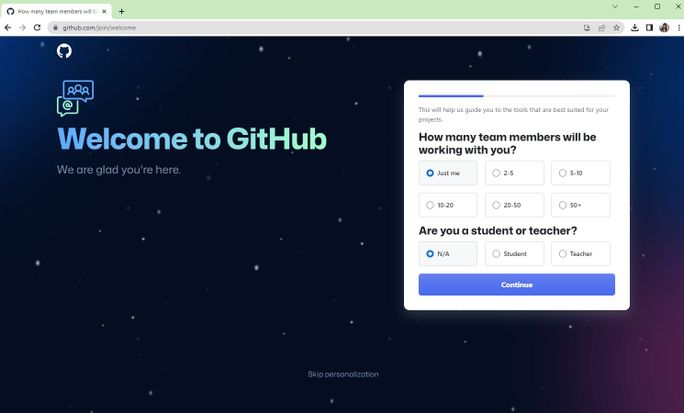 How many team members will b
github.com/join/welcome
Welcome to GitHub
We are glad you're here.
This will help us guide you to the tools that are best suited for your
projects.
How many team members will be
working with you?
Just me
2-5
5-10
10-20
20-50
50+
Are you a student or teacher?
N/A
Student
Teacher
Continue
Skip personalization